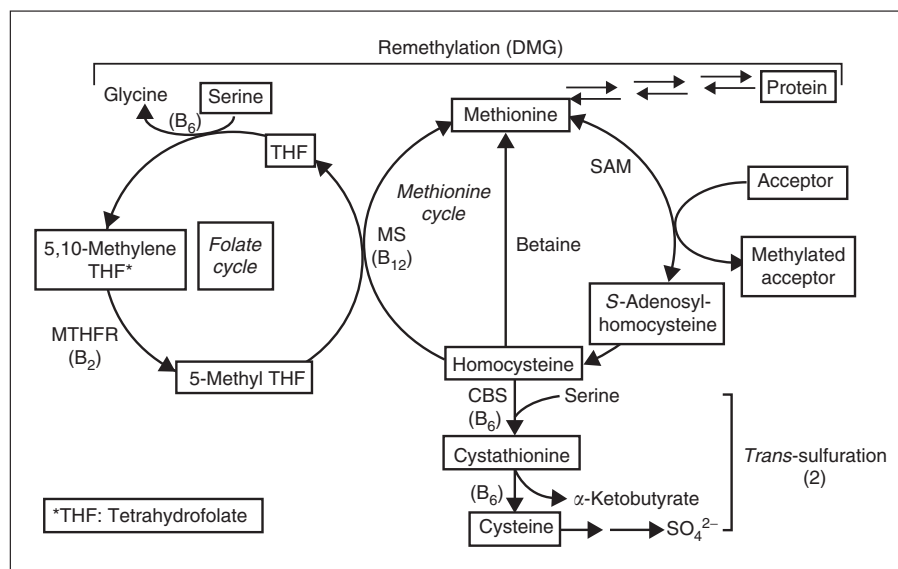 Remethylation (DMG)
Glycine
Serine
(B₆)
THF
Methionine
Protein
SAM
Acceptor
Methionine
cycle
MS
(B₁₂)
Betaine
5,10-Methylene
THF*
Folate
cycle
Methylated
acceptor
S-Adenosyl-
homocysteine
MTHFR
(B₂)
5-Methyl THF
Homocysteine
CBS
(B₆)
Serine
Cystathionine
Trans-sulfuration
(2)
(B₆)
α-Ketobutyrate
Cysteine
SO₄²⁻
*THF: Tetrahydrofolate